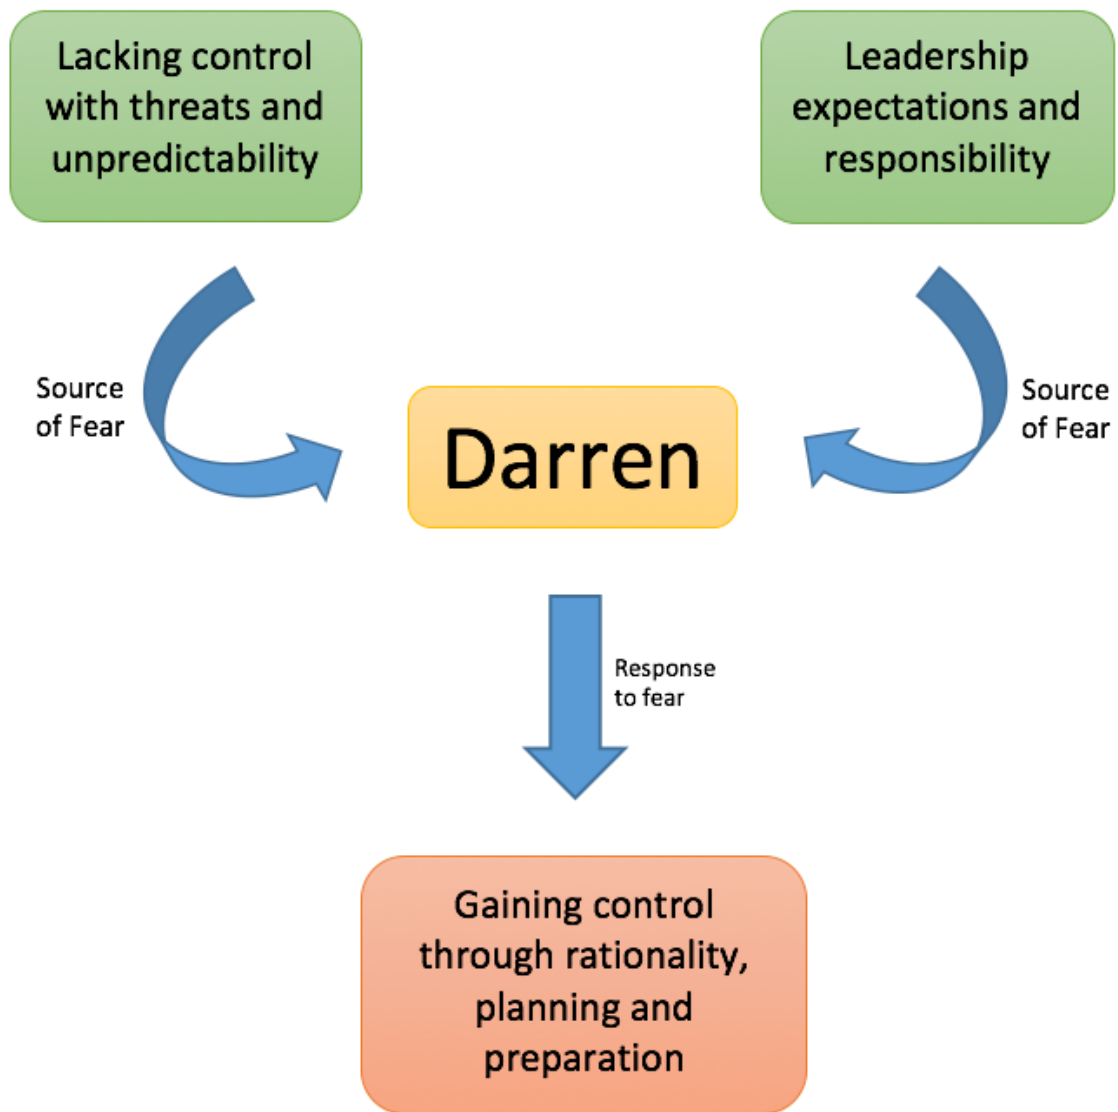 Lacking control
with threats and
unpredictability
Leadership
expectations and
responsibility
Source
of Fear
Source
of Fear
Darren
Response
to fear
Gaining control
through rationality,
planning and
preparation